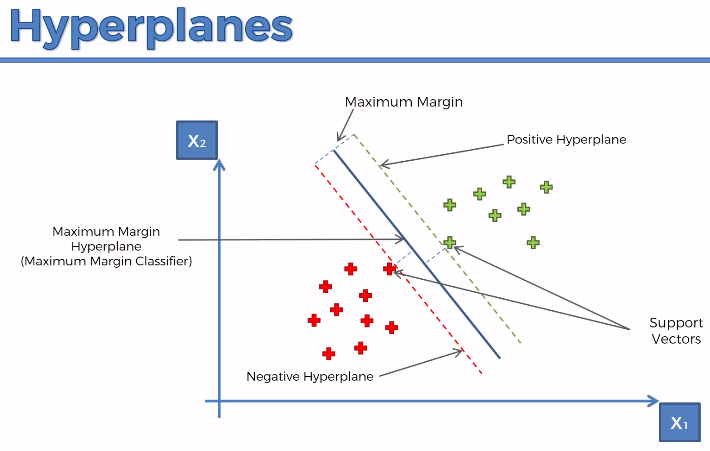 Hyperplanes
Maximum Margin
X2
Positive Hyperplane
Maximum Margin
Hyperplane
(Maximum Margin Classifier)
Support
Vectors
Negative Hyperplane
X1